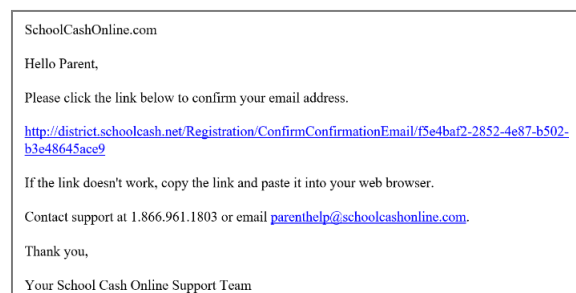 SchoolCashOnline.com
Hello Parent,
Please click the link below to confirm your email address.
http://district.schoolcash.net/Registration/ConfirmConfirmationEmail/f5e4baf2-2852-4e87-b502-
b3e48645ace9
If the link doesn't work, copy the link and paste it into your web browser.
Contact support at 1.866.961.1803 or email parenthelp@schoolcashonline.com.
Thank you,
Your School Cash Online Support Team